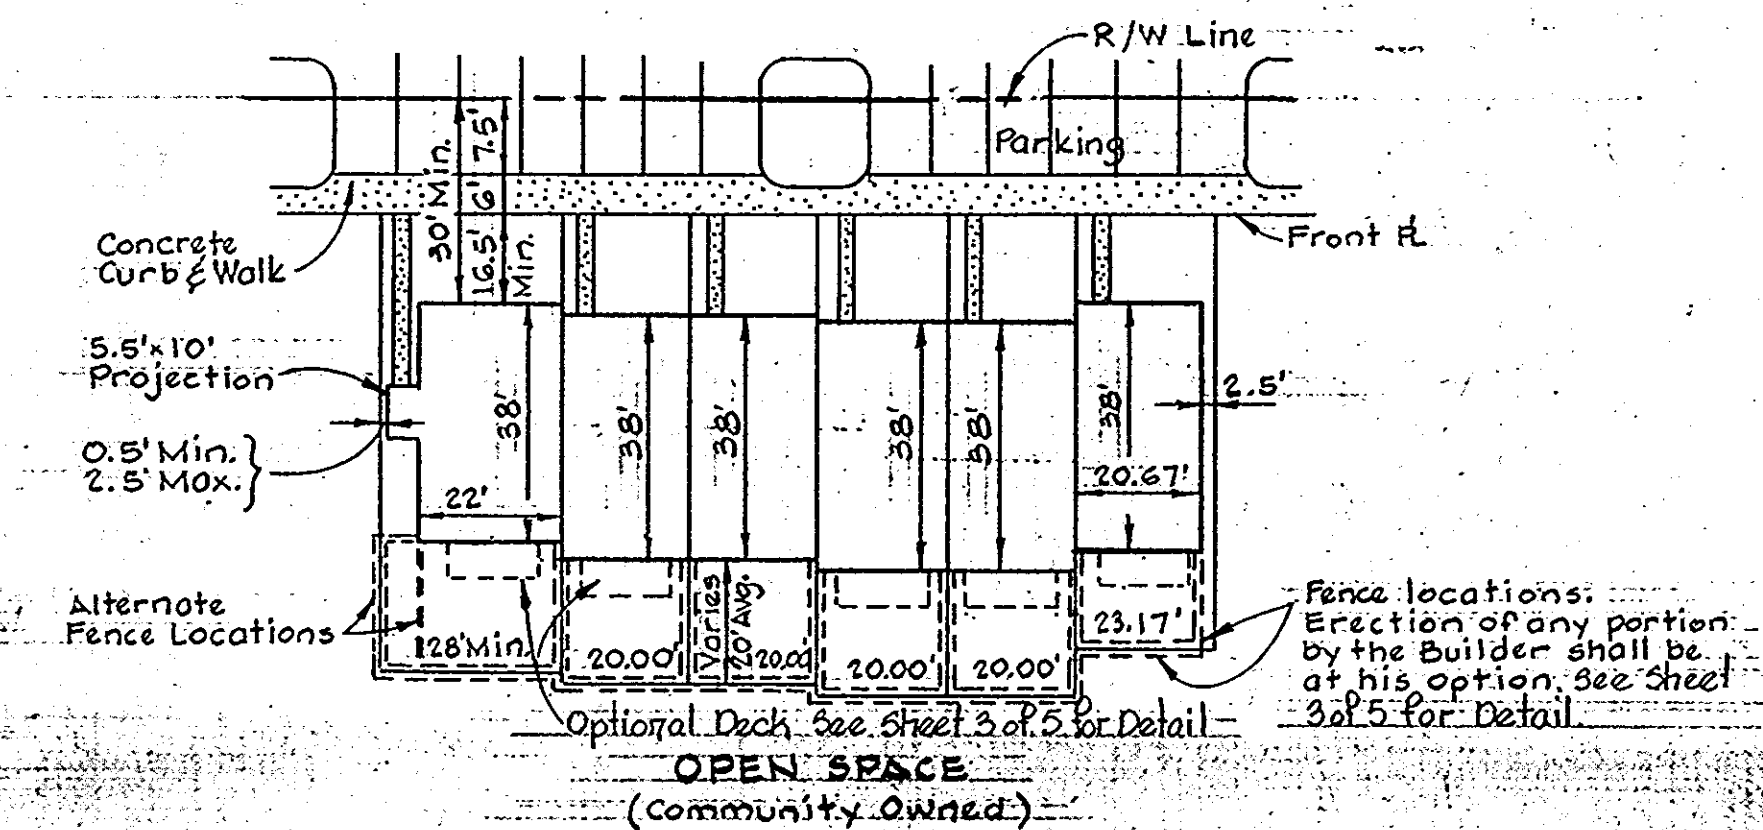 R/W Line
Parking
30' Min.
7.5'
6'
16.5'
Min.
Concrete
Curb & Walk
Front PL
5.5'x10'
Projection
0.5' Min.
2.5' Max.
38'
38'
38'
38'
38'
38'
2.5'
22'
20.67'
Alternate
Fence Locations
28' Min.
20.00'
Varies
20' Avg.
20.00
20.00'
20.00'
23.17'
Fence locations.
Erection of any portion
by the Builder shall be
at his option. See Sheet
3 of 5 for Detail.
Optional Deck See Sheet 3 of 5 for Detail
OPEN SPACE
(Community Owned)